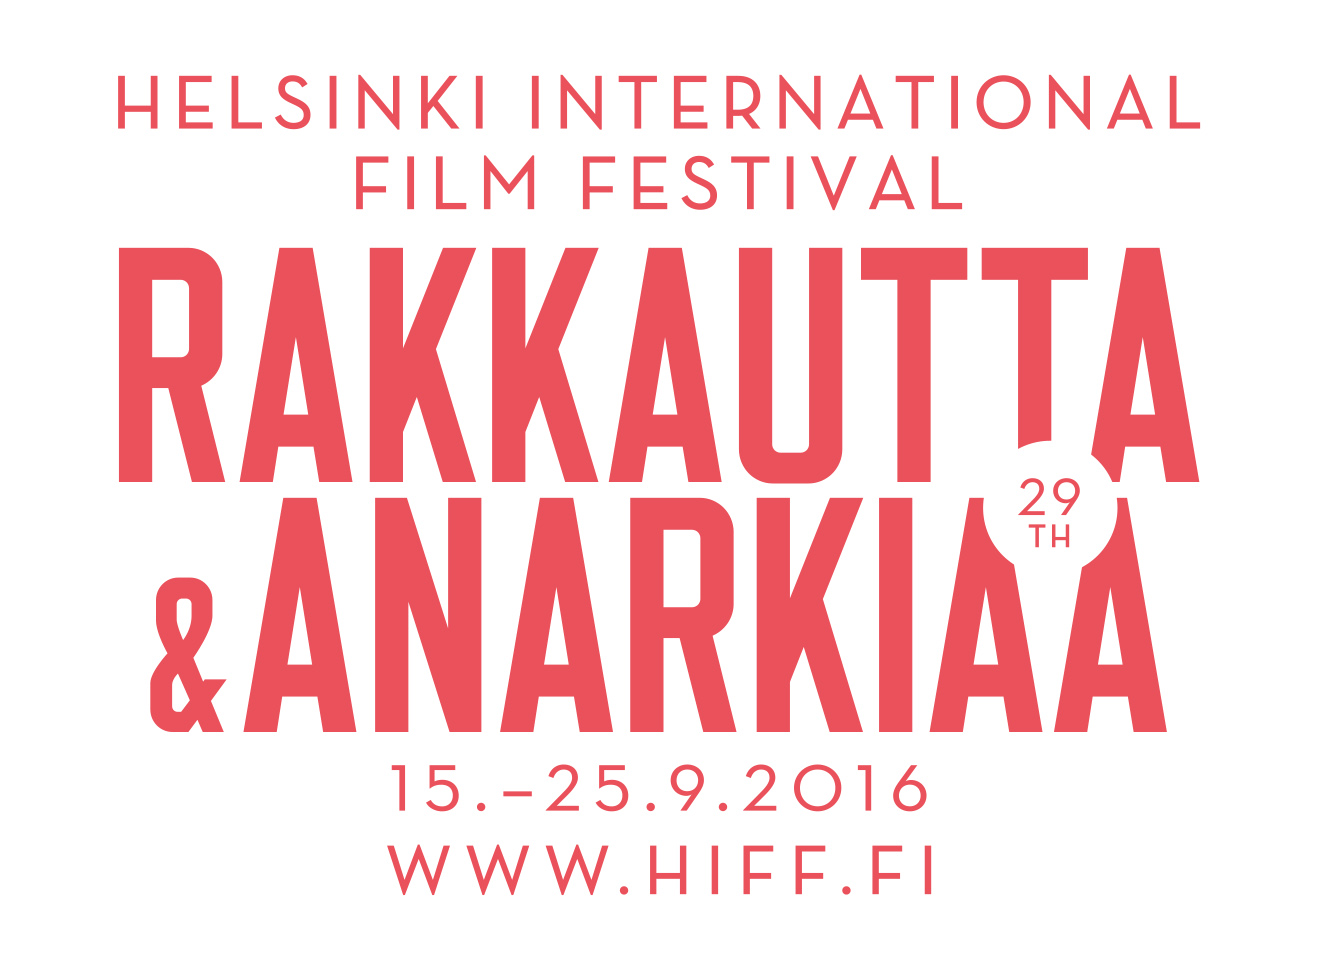 HELSINKI INTERNATIONAL
FILM FESTIVAL
RAKKAUTTA
29
TH
& ANARKIAA
15.–25.9.2016
WWW.HIFF.FI